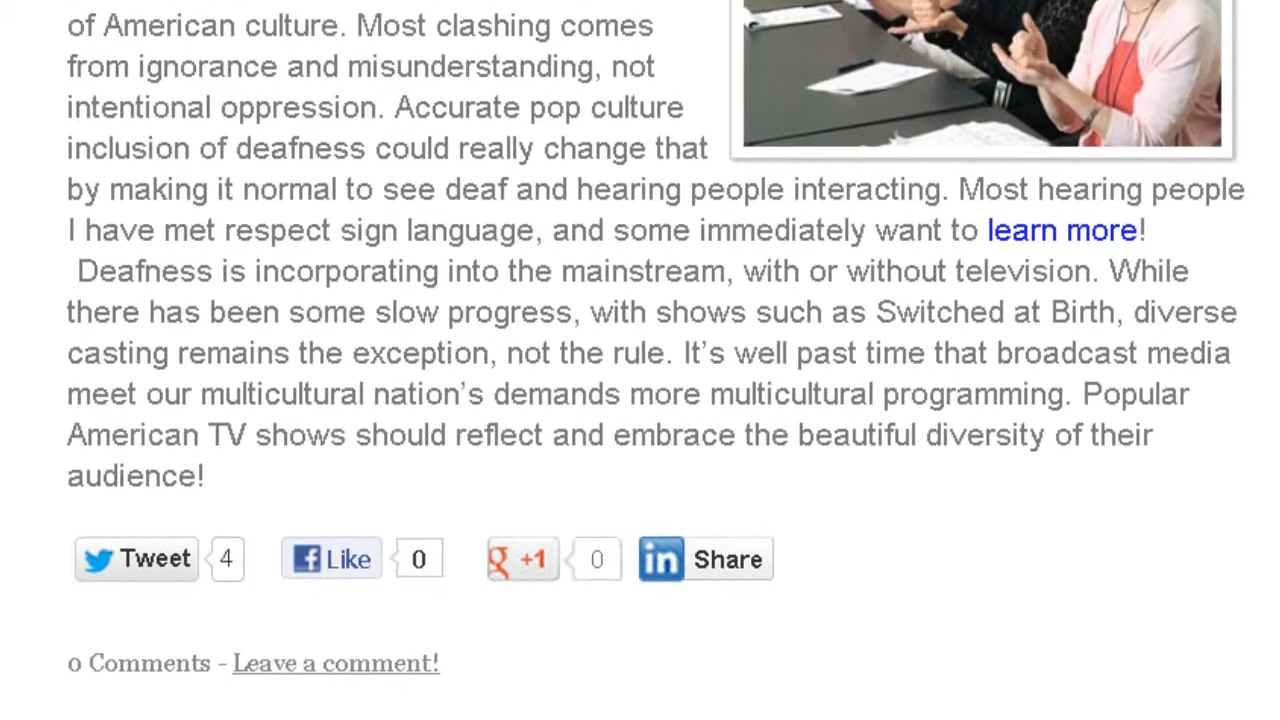 of American culture. Most clashing comes
from ignorance and misunderstanding, not
intentional oppression. Accurate pop culture
inclusion of deafness could really change that
by making it normal to see deaf and hearing people interacting. Most hearing people
I have met respect sign language, and some immediately want to learn more!
Deafness is incorporating into the mainstream, with or without television. While
there has been some slow progress, with shows such as Switched at Birth, diverse
casting remains the exception, not the rule. It’s well past time that broadcast media
meet our multicultural nation’s demands more multicultural programming. Popular
American TV shows should reflect and embrace the beautiful diversity of their
audience!
Tweet 4 Like 0 g +1 0 in Share
0 Comments - Leave a comment!